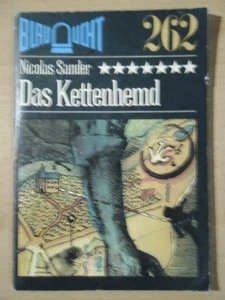 BLAULICHT 262
Nicolas Sander ★★★★★★★
Das Kettenhemd